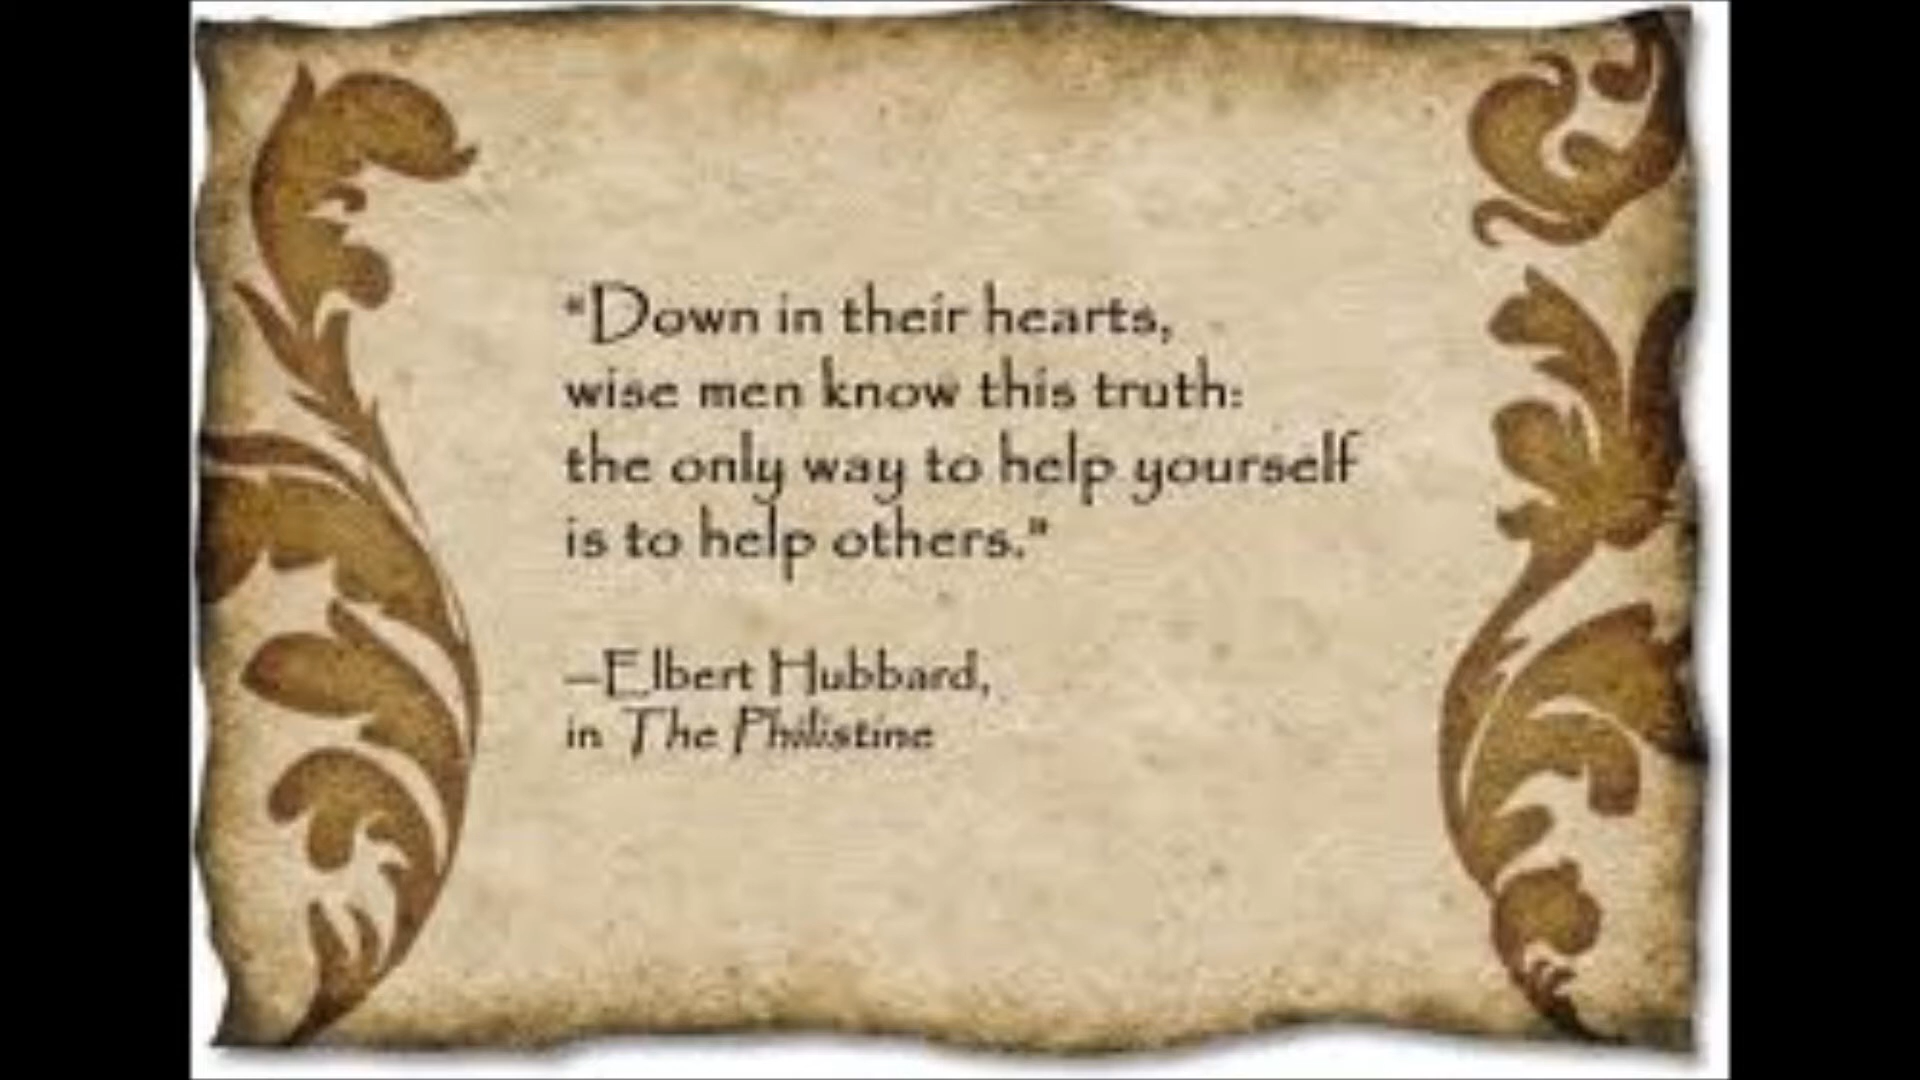 "Down in their hearts,
wise men know this truth:
the only way to help yourself
is to help others."
—Elbert Hubbard,
in The Philistine